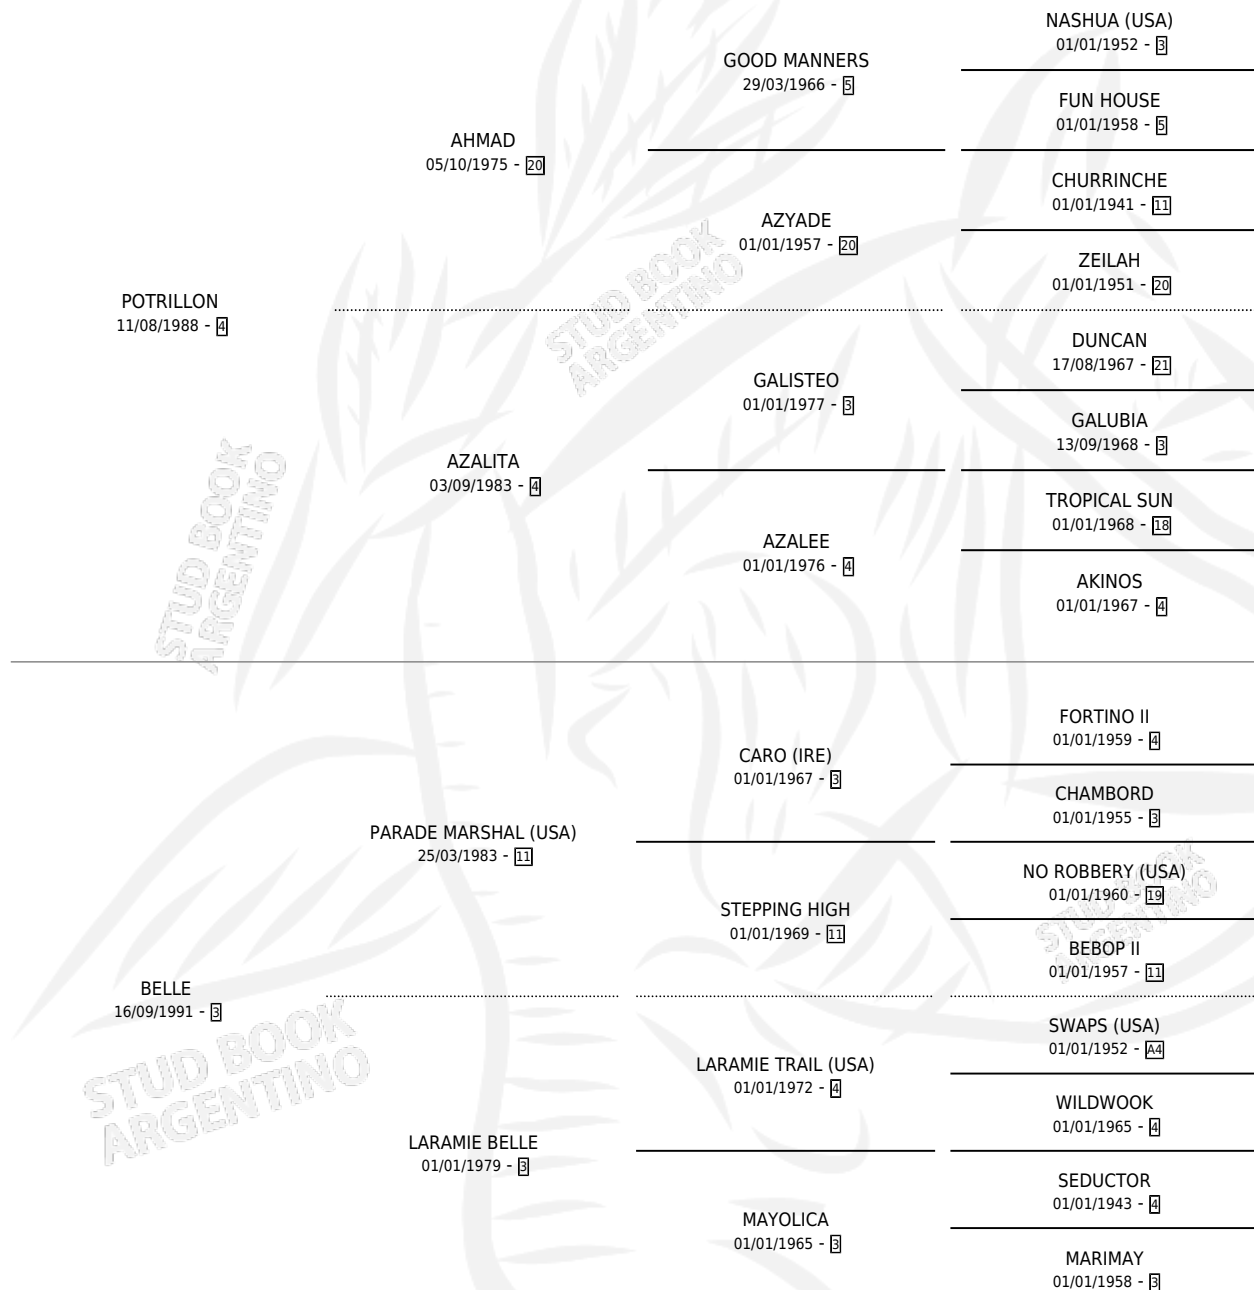 NASHUA (USA)
01/01/1952 - 3
GOOD MANNERS
29/03/1966 - 5
FUN HOUSE
01/01/1958 - 5
AHMAD
05/10/1975 - 20
CHURRINCHE
01/01/1941 - 11
AZYADE
01/01/1957 - 20
STUD BOOK
ARGENTINO
ZEILAH
01/01/1951 - 20
POTRILLON
11/08/1988 - 4
DUNCAN
17/08/1967 - 21
GALISTEO
01/01/1977 - 3
GALUBIA
13/09/1968 - 3
AZALITA
03/09/1983 - 4
TROPICAL SUN
01/01/1968 - 18
AZALEE
01/01/1976 - 4
AKINOS
01/01/1967 - 4
STUD BOOK
ARGENTINO
FORTINO II
01/01/1959 - 4
CARO (IRE)
01/01/1967 - 3
CHAMBORD
01/01/1955 - 3
PARADE MARSHAL (USA)
25/03/1983 - 11
NO ROBBERY (USA)
01/01/1960 - 19
STEPPING HIGH
01/01/1969 - 11
STUD BOOK
ARGENTINO
BEBOP II
01/01/1957 - 11
BELLE
16/09/1991 - 3
SWAPS (USA)
01/01/1952 - A4
LARAMIE TRAIL (USA)
01/01/1972 - 4
STUD BOOK
ARGENTINO
WILDWOOK
01/01/1965 - 4
LARAMIE BELLE
01/01/1979 - 3
SEDUCTOR
01/01/1943 - 4
MAYOLICA
01/01/1965 - 3
MARIMAY
01/01/1958 - 3